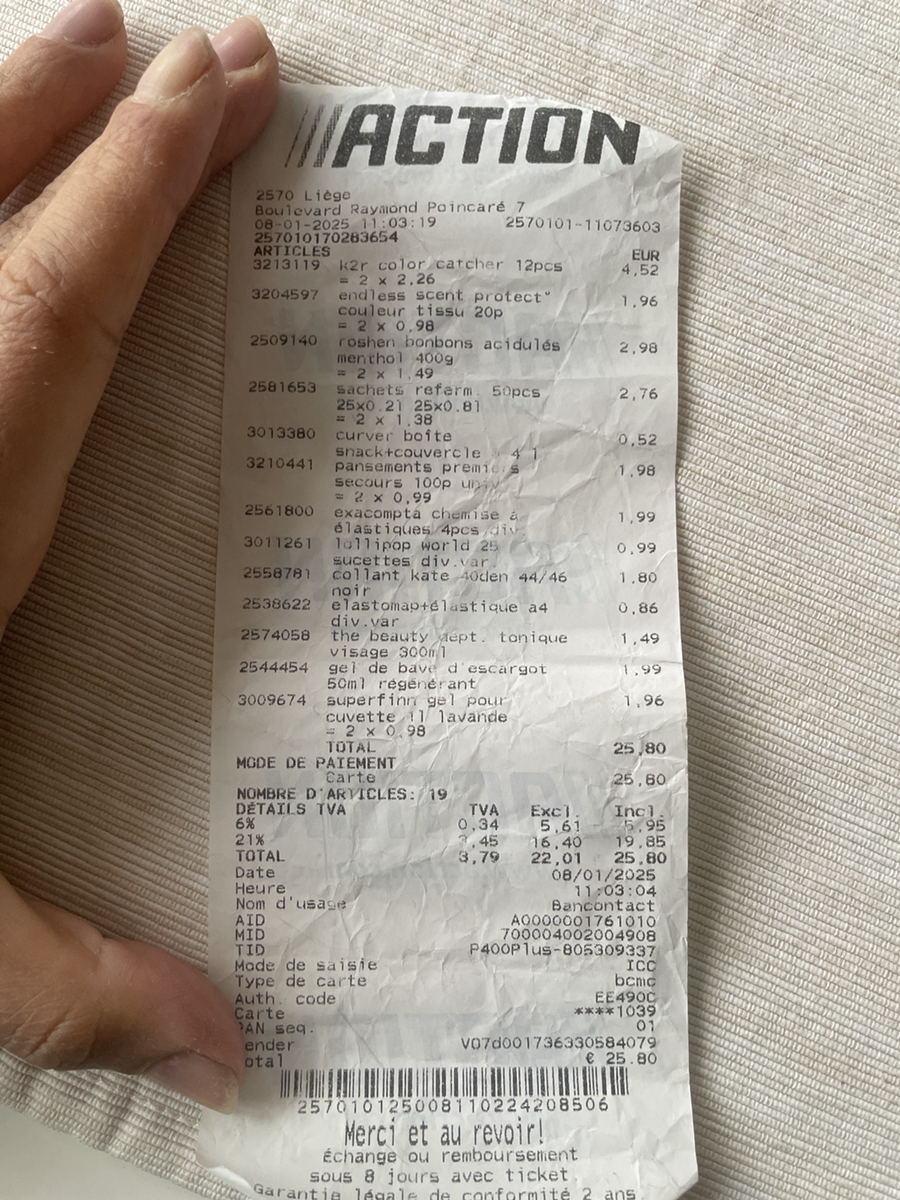 ACTION
2570 Liège
Boulevard Raymond Poincaré 7
08-01-2025 11:03:19 2570101-11073603
257010170283654
ARTICLES EUR
3213119 k2r color catcher 12pcs 4,52
= 2 x 2,26
3204597 endless scent protect° 1,96
couleur tissu 20p
= 2 x 0,98
2509140 roshen bonbons acidulés 2,98
menthol 400g
= 2 x 1,49
2581653 sachets referm. 50pcs 2,76
25x0.2l 25x0.8l
= 2 x 1,38
3013380 curver boîte 0,52
snack+couvercle 4 l
3210441 pansements premiers 1,98
secours 100p univ
= 2 x 0,99
2561800 exacompta chemise à 1,99
élastiques 4pcs div.
3011261 lollipop world 25 0,99
sucettes div.var.
2558781 collant kate 40den 44/46 1,80
noir
2538622 elastomap+élastique a4 0,86
div.var
2574058 the beauty dept. tonique 1,49
visage 300ml
2544454 gel de bave d'escargot 1,99
50ml régénérant
3009674 superfinn gel pour 1,96
cuvette 1l lavande
= 2 x 0,98
TOTAL 25,80
MODE DE PAIEMENT
Carte 25,80
NOMBRE D'ARTICLES: 19
DÉTAILS TVA TVA Excl. Incl.
6% 0,34 5,61 5,95
21% 3,45 16,40 19,85
TOTAL 3,79 22,01 25,80
Date 08/01/2025
Heure 11:03:04
Nom d'usage Bancontact
AID A0000001761010
MID 700004002004908
TID P400Plus-805309337
Mode de saisie ICC
Type de carte bcmc
Auth. code EE490C
Carte ****1039
PAN seq. 01
ender V07d001736330584079
otal € 25.80
257010125008110224208506
Merci et au revoir!
Échange ou remboursement
sous 8 jours avec ticket.
Garantie légale de conformité 2 ans